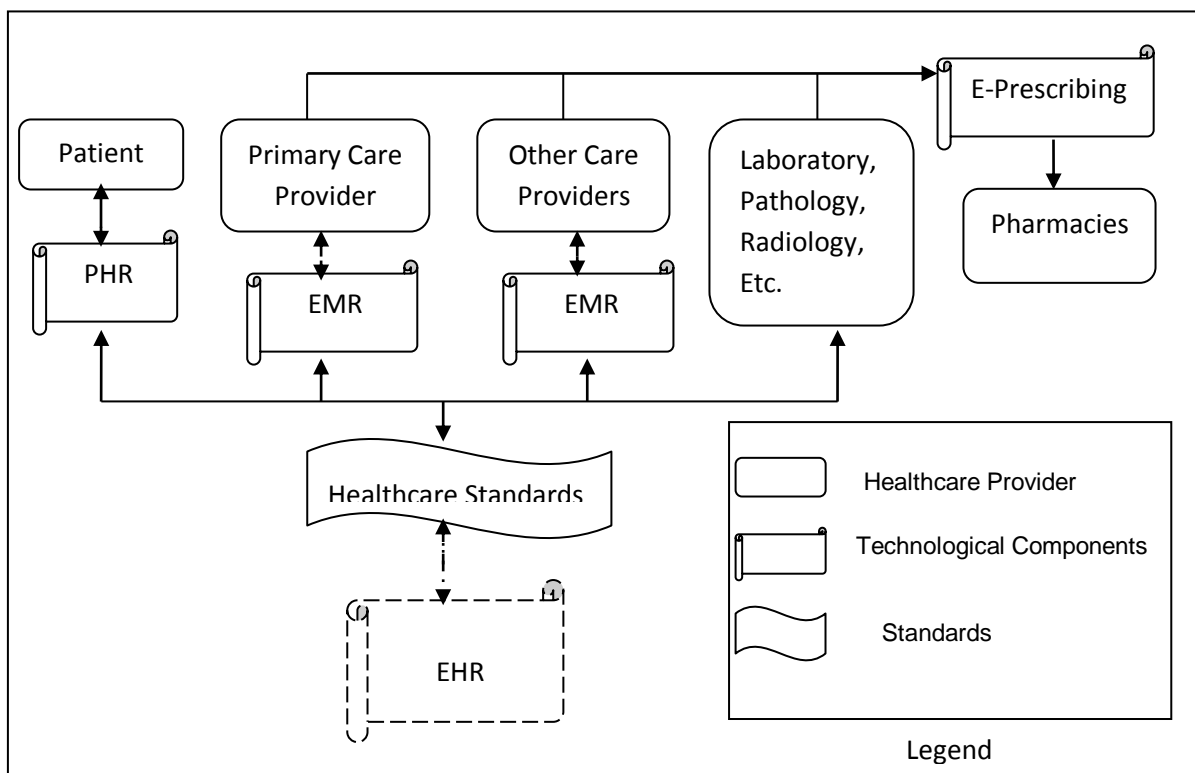 E-Prescribing
Patient
Primary Care
Provider
Other Care
Providers
Laboratory,
Pathology,
Radiology,
Etc.
Pharmacies
PHR
EMR
EMR
Healthcare Standards
EHR
Healthcare Provider
Technological Components
Standards
Legend